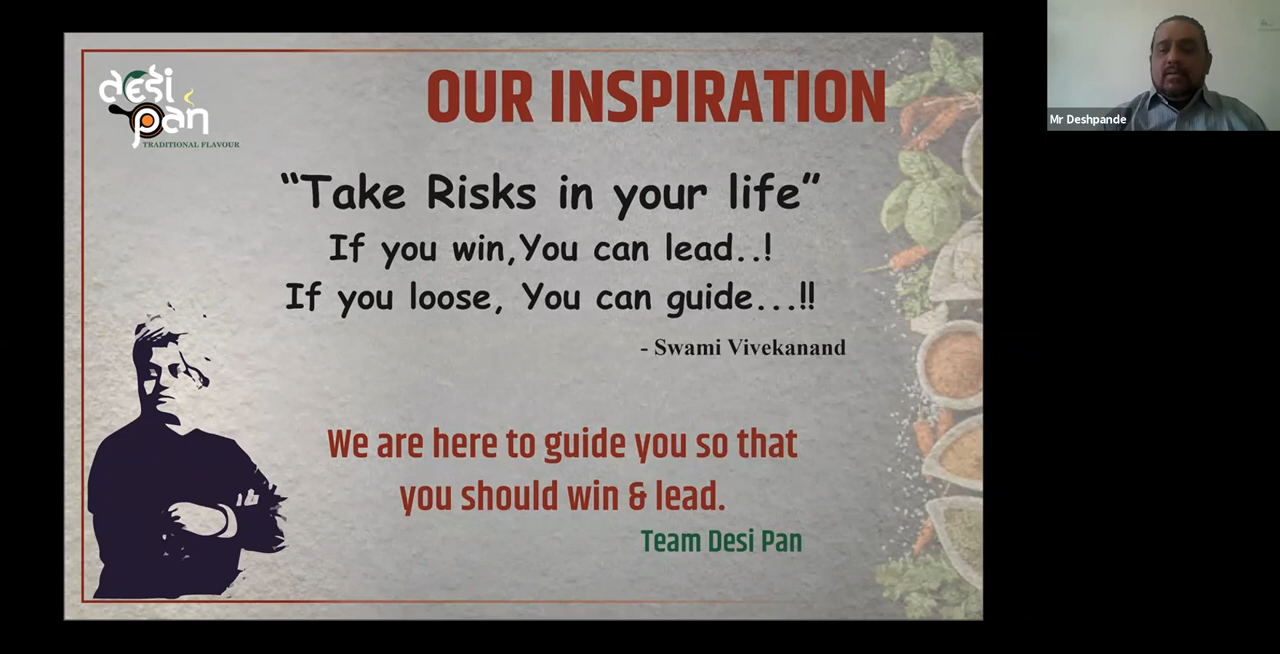 desi
pan
TRADITIONAL FLAVOUR
OUR INSPIRATION
“Take Risks in your life”
If you win,You can lead..!
If you loose, You can guide...!!
- Swami Vivekanand
We are here to guide you so that
you should win & lead.
Team Desi Pan
Mr Deshpande